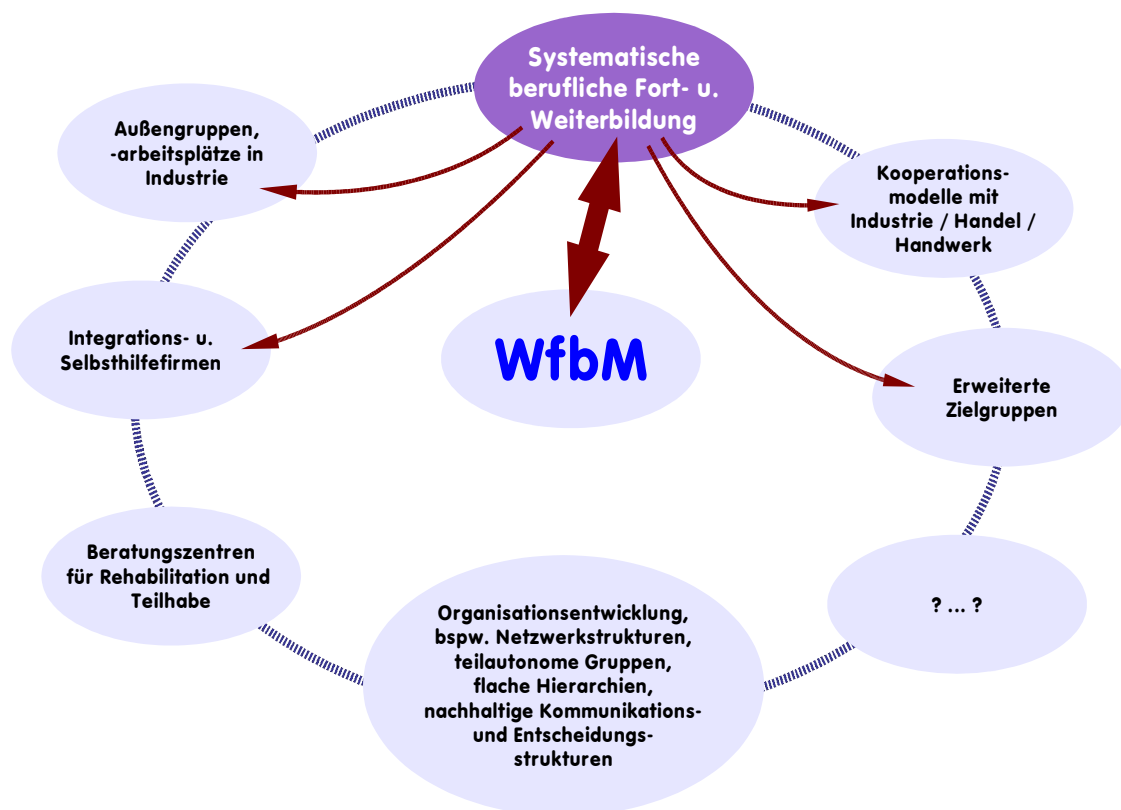 Systematische
berufliche Fort- u.
Weiterbildung
Außengruppen,
-arbeitsplätze in
Industrie
Kooperations-
modelle mit
Industrie / Handel /
Handwerk
Integrations- u.
Selbsthilfefirmen
WfbM
Erweiterte
Zielgruppen
Beratungszentren
für Rehabilitation und
Teilhabe
Organisationsentwicklung,
bspw. Netzwerkstrukturen,
teilautonome Gruppen,
flache Hierarchien,
nachhaltige Kommunikations-
und Entscheidungs-
strukturen
? ... ?